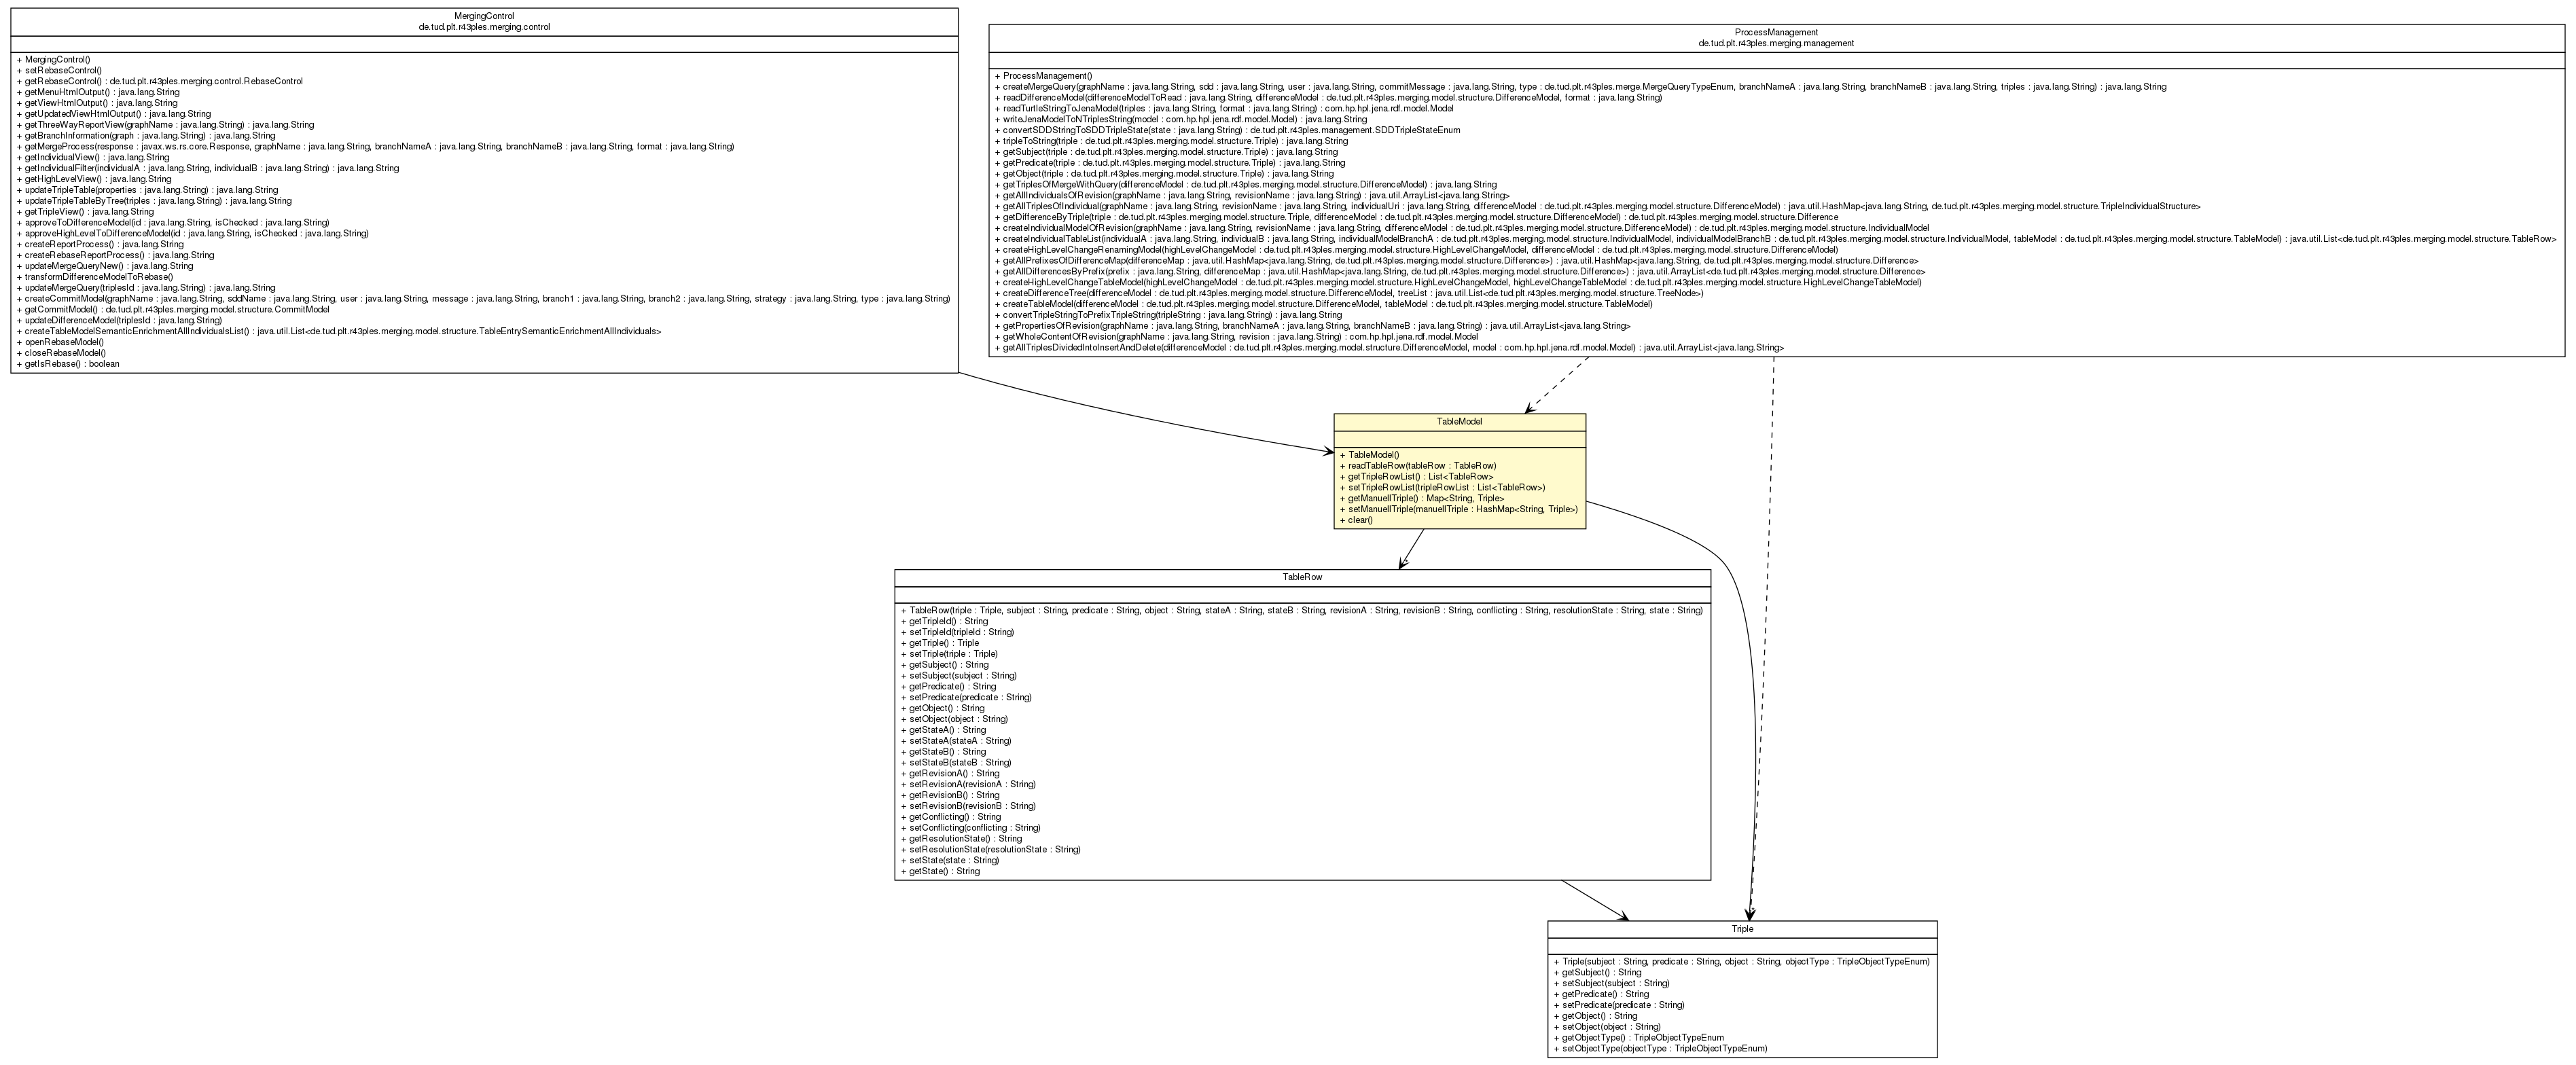 MergingControl
de.tud.plt.r43ples.merging.control
+ MergingControl()
+ setRebaseControl()
+ getRebaseControl() : de.tud.plt.r43ples.merging.control.RebaseControl
+ getMenuHtmlOutput() : java.lang.String
+ getViewHtmlOutput() : java.lang.String
+ getUpdatedViewHtmlOutput() : java.lang.String
+ getThreeWayReportView(graphName : java.lang.String) : java.lang.String
+ getBranchInformation(graph : java.lang.String) : java.lang.String
+ getMergeProcess(response : javax.ws.rs.core.Response, graphName : java.lang.String, branchNameA : java.lang.String, branchNameB : java.lang.String, format : java.lang.String)
+ getIndividualView() : java.lang.String
+ getIndividualFilter(individualA : java.lang.String, individualB : java.lang.String) : java.lang.String
+ getHighLevelView() : java.lang.String
+ updateTripleTable(properties : java.lang.String) : java.lang.String
+ updateTripleTableByTree(triples : java.lang.String) : java.lang.String
+ getTripleView() : java.lang.String
+ approveToDifferenceModel(id : java.lang.String, isChecked : java.lang.String)
+ approveHighLevelToDifferenceModel(id : java.lang.String, isChecked : java.lang.String)
+ createReportProcess() : java.lang.String
+ createRebaseReportProcess() : java.lang.String
+ updateMergeQueryNew() : java.lang.String
+ transformDifferenceModelToRebase()
+ updateMergeQuery(triplesId : java.lang.String) : java.lang.String
+ createCommitModel(graphName : java.lang.String, sddName : java.lang.String, user : java.lang.String, message : java.lang.String, branch1 : java.lang.String, branch2 : java.lang.String, strategy : java.lang.String, type : java.lang.String)
+ getCommitModel() : de.tud.plt.r43ples.merging.model.structure.CommitModel
+ updateDifferenceModel(triplesId : java.lang.String)
+ createTableModelSemanticEnrichmentAllIndividualsList() : java.util.List<de.tud.plt.r43ples.merging.model.structure.TableEntrySemanticEnrichmentAllIndividuals>
+ openRebaseModel()
+ closeRebaseModel()
+ getIsRebase() : boolean
ProcessManagement
de.tud.plt.r43ples.merging.management
+ ProcessManagement()
+ createMergeQuery(graphName : java.lang.String, sdd : java.lang.String, user : java.lang.String, commitMessage : java.lang.String, type : de.tud.plt.r43ples.merge.MergeQueryTypeEnum, branchNameA : java.lang.String, branchNameB : java.lang.String, triples : java.lang.String) : java.lang.String
+ readDifferenceModel(differenceModelToRead : java.lang.String, differenceModel : de.tud.plt.r43ples.merging.model.structure.DifferenceModel, format : java.lang.String)
+ readTurtleStringToJenaModel(triples : java.lang.String, format : java.lang.String) : com.hp.hpl.jena.rdf.model.Model
+ writeJenaModelToNTriplesString(model : com.hp.hpl.jena.rdf.model.Model) : java.lang.String
+ convertSDDStringToSDDTripleState(state : java.lang.String) : de.tud.plt.r43ples.management.SDDTripleStateEnum
+ tripleToString(triple : de.tud.plt.r43ples.merging.model.structure.Triple) : java.lang.String
+ getSubject(triple : de.tud.plt.r43ples.merging.model.structure.Triple) : java.lang.String
+ getPredicate(triple : de.tud.plt.r43ples.merging.model.structure.Triple) : java.lang.String
+ getObject(triple : de.tud.plt.r43ples.merging.model.structure.Triple) : java.lang.String
+ getTriplesOfMergeWithQuery(differenceModel : de.tud.plt.r43ples.merging.model.structure.DifferenceModel) : java.lang.String
+ getAllIndividualsOfRevision(graphName : java.lang.String, revisionName : java.lang.String) : java.util.ArrayList<java.lang.String>
+ getAllTriplesOfIndividual(graphName : java.lang.String, revisionName : java.lang.String, individualUri : java.lang.String, differenceModel : de.tud.plt.r43ples.merging.model.structure.DifferenceModel) : java.util.HashMap<java.lang.String, de.tud.plt.r43ples.merging.model.structure.TripleIndividualStructure>
+ getDifferenceByTriple(triple : de.tud.plt.r43ples.merging.model.structure.Triple, differenceModel : de.tud.plt.r43ples.merging.model.structure.DifferenceModel) : de.tud.plt.r43ples.merging.model.structure.Difference
+ createIndividualModelOfRevision(graphName : java.lang.String, revisionName : java.lang.String, differenceModel : de.tud.plt.r43ples.merging.model.structure.DifferenceModel) : de.tud.plt.r43ples.merging.model.structure.IndividualModel
+ createIndividualTableList(individualA : java.lang.String, individualB : java.lang.String, individualModelBranchA : de.tud.plt.r43ples.merging.model.structure.IndividualModel, individualModelBranchB : de.tud.plt.r43ples.merging.model.structure.IndividualModel, tableModel : de.tud.plt.r43ples.merging.model.structure.TableModel) : java.util.List<de.tud.plt.r43ples.merging.model.structure.TableRow>
+ createHighLevelChangeRenamingModel(highLevelChangeModel : de.tud.plt.r43ples.merging.model.structure.HighLevelChangeModel, differenceModel : de.tud.plt.r43ples.merging.model.structure.DifferenceModel)
+ getAllPrefixesOfDifferenceMap(differenceMap : java.util.HashMap<java.lang.String, de.tud.plt.r43ples.merging.model.structure.Difference>) : java.util.HashMap<java.lang.String, de.tud.plt.r43ples.merging.model.structure.Difference>
+ getAllDifferencesByPrefix(prefix : java.lang.String, differenceMap : java.util.HashMap<java.lang.String, de.tud.plt.r43ples.merging.model.structure.Difference>) : java.util.ArrayList<de.tud.plt.r43ples.merging.model.structure.Difference>
+ createHighLevelChangeTableModel(highLevelChangeModel : de.tud.plt.r43ples.merging.model.structure.HighLevelChangeModel, highLevelChangeTableModel : de.tud.plt.r43ples.merging.model.structure.HighLevelChangeTableModel)
+ createDifferenceTree(differenceModel : de.tud.plt.r43ples.merging.model.structure.DifferenceModel, treeList : java.util.List<de.tud.plt.r43ples.merging.model.structure.TreeNode>)
+ createTableModel(differenceModel : de.tud.plt.r43ples.merging.model.structure.DifferenceModel, tableModel : de.tud.plt.r43ples.merging.model.structure.TableModel)
+ convertTripleStringToPrefixTripleString(tripleString : java.lang.String) : java.lang.String
+ getPropertiesOfRevision(graphName : java.lang.String, branchNameA : java.lang.String, branchNameB : java.lang.String) : java.util.ArrayList<java.lang.String>
+ getWholeContentOfRevision(graphName : java.lang.String, revision : java.lang.String) : com.hp.hpl.jena.rdf.model.Model
+ getAllTriplesDividedIntoInsertAndDelete(differenceModel : de.tud.plt.r43ples.merging.model.structure.DifferenceModel, model : com.hp.hpl.jena.rdf.model.Model) : java.util.ArrayList<java.lang.String>
TableModel
+ TableModel()
+ readTableRow(tableRow : TableRow)
+ getTripleRowList() : List<TableRow>
+ setTripleRowList(tripleRowList : List<TableRow>)
+ getManuellTriple() : Map<String, Triple>
+ setManuellTriple(manuellTriple : HashMap<String, Triple>)
+ clear()
TableRow
+ TableRow(triple : Triple, subject : String, predicate : String, object : String, stateA : String, stateB : String, revisionA : String, revisionB : String, conflicting : String, resolutionState : String, state : String)
+ getTripleId() : String
+ setTripleId(tripleId : String)
+ getTriple() : Triple
+ setTriple(triple : Triple)
+ getSubject() : String
+ setSubject(subject : String)
+ getPredicate() : String
+ setPredicate(predicate : String)
+ getObject() : String
+ setObject(object : String)
+ getStateA() : String
+ setStateA(stateA : String)
+ getStateB() : String
+ setStateB(stateB : String)
+ getRevisionA() : String
+ setRevisionA(revisionA : String)
+ getRevisionB() : String
+ setRevisionB(revisionB : String)
+ getConflicting() : String
+ setConflicting(conflicting : String)
+ getResolutionState() : String
+ setResolutionState(resolutionState : String)
+ setState(state : String)
+ getState() : String
Triple
+ Triple(subject : String, predicate : String, object : String, objectType : TripleObjectTypeEnum)
+ getSubject() : String
+ setSubject(subject : String)
+ getPredicate() : String
+ setPredicate(predicate : String)
+ getObject() : String
+ setObject(object : String)
+ getObjectType() : TripleObjectTypeEnum
+ setObjectType(objectType : TripleObjectTypeEnum)